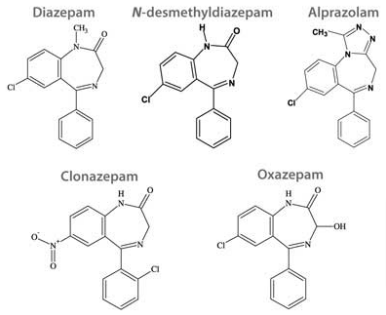 Diazepam
N-desmethyldiazepam
Alprazolam
CH3
N
O
N
Cl
H
N
O
N
Cl
CH3
N
N
N
N
Cl
Clonazepam
Oxazepam
H
N
O
N
O-
N+
O
Cl
H
N
O
OH
N
Cl